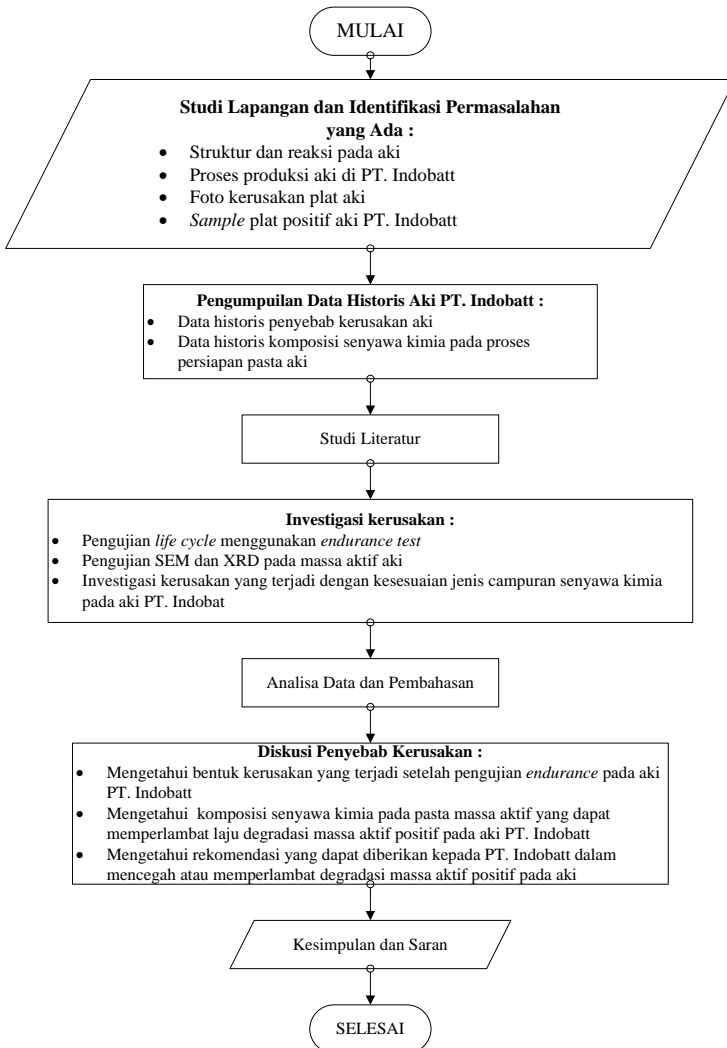 MULAI
Studi Lapangan dan Identifikasi Permasalahan
yang Ada :
• Struktur dan reaksi pada aki
• Proses produksi aki di PT. Indobatt
• Foto kerusakan plat aki
• Sample plat positif aki PT. Indobatt
Pengumpuilan Data Historis Aki PT. Indobatt :
• Data historis penyebab kerusakan aki
• Data historis komposisi senyawa kimia pada proses
persiapan pasta aki
Studi Literatur
Investigasi kerusakan :
• Pengujian life cycle menggunakan endurance test
• Pengujian SEM dan XRD pada massa aktif aki
• Investigasi kerusakan yang terjadi dengan kesesuaian jenis campuran senyawa kimia
pada aki PT. Indobat
Analisa Data dan Pembahasan
Diskusi Penyebab Kerusakan :
• Mengetahui bentuk kerusakan yang terjadi setelah pengujian endurance pada aki
PT. Indobatt
• Mengetahui komposisi senyawa kimia pada pasta massa aktif yang dapat
memperlambat laju degradasi massa aktif positif pada aki PT. Indobatt
• Mengetahui rekomendasi yang dapat diberikan kepada PT. Indobatt dalam
mencegah atau memperlambat degradasi massa aktif positif pada aki
Kesimpulan dan Saran
SELESAI